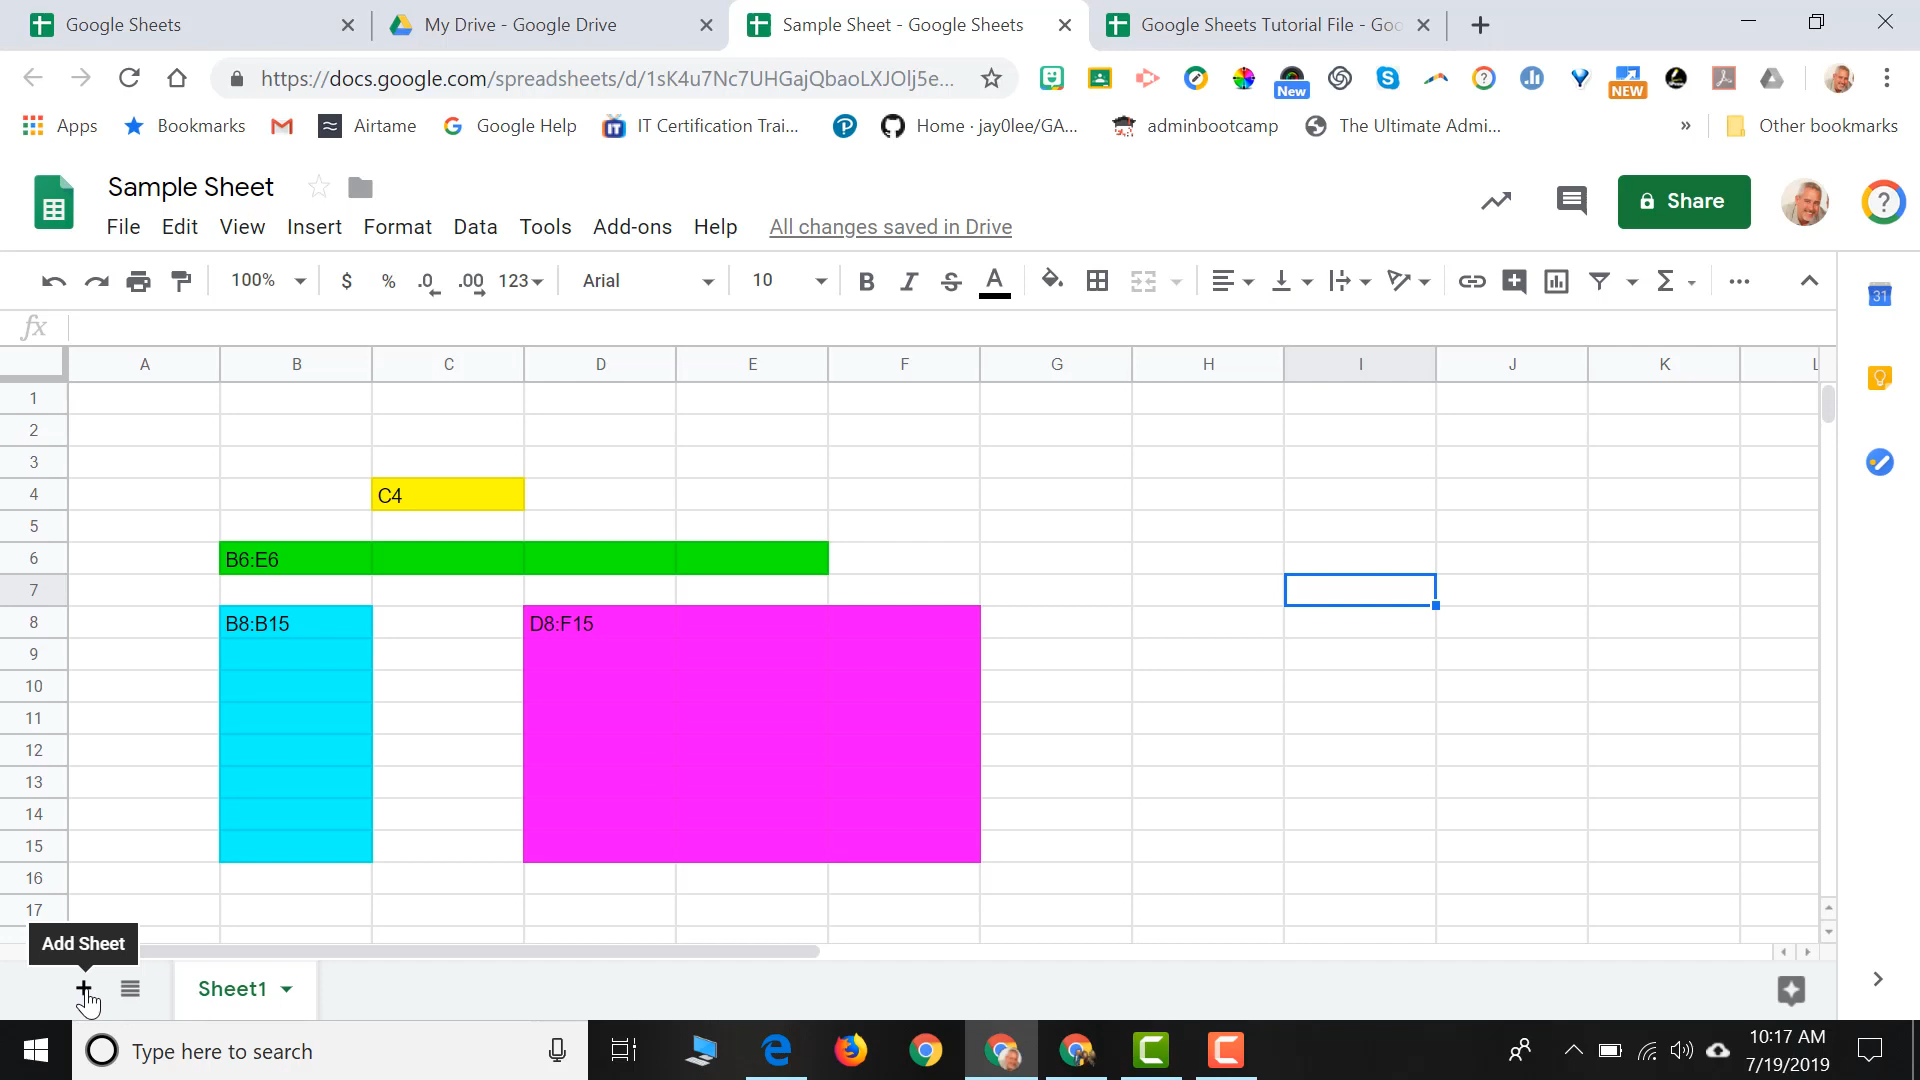 Google Sheets
My Drive - Google Drive
Sample Sheet - Google Sheets
Google Sheets Tutorial File - Goo
https://docs.google.com/spreadsheets/d/1sK4u7Nc7UHGajQbaoLXJOlj5e...
New
NEW
Apps
Bookmarks
Airtame
Google Help
IT Certification Trai...
Home · jay0lee/GA...
adminbootcamp
The Ultimate Admi...
»
Other bookmarks
Sample Sheet
Share
File Edit View Insert Format Data Tools Add-ons Help All changes saved in Drive
100% $ % .0 .00 123 Arial 10 B I S A Σ
31
fx
A B C D E F G H I J K L
1
2
3
4 C4
5
6 B6:E6
7
8 B8:B15 D8:F15
9
10
11
12
13
14
15
16
17
Add Sheet
+ Sheet1
Type here to search
10:17 AM
7/19/2019